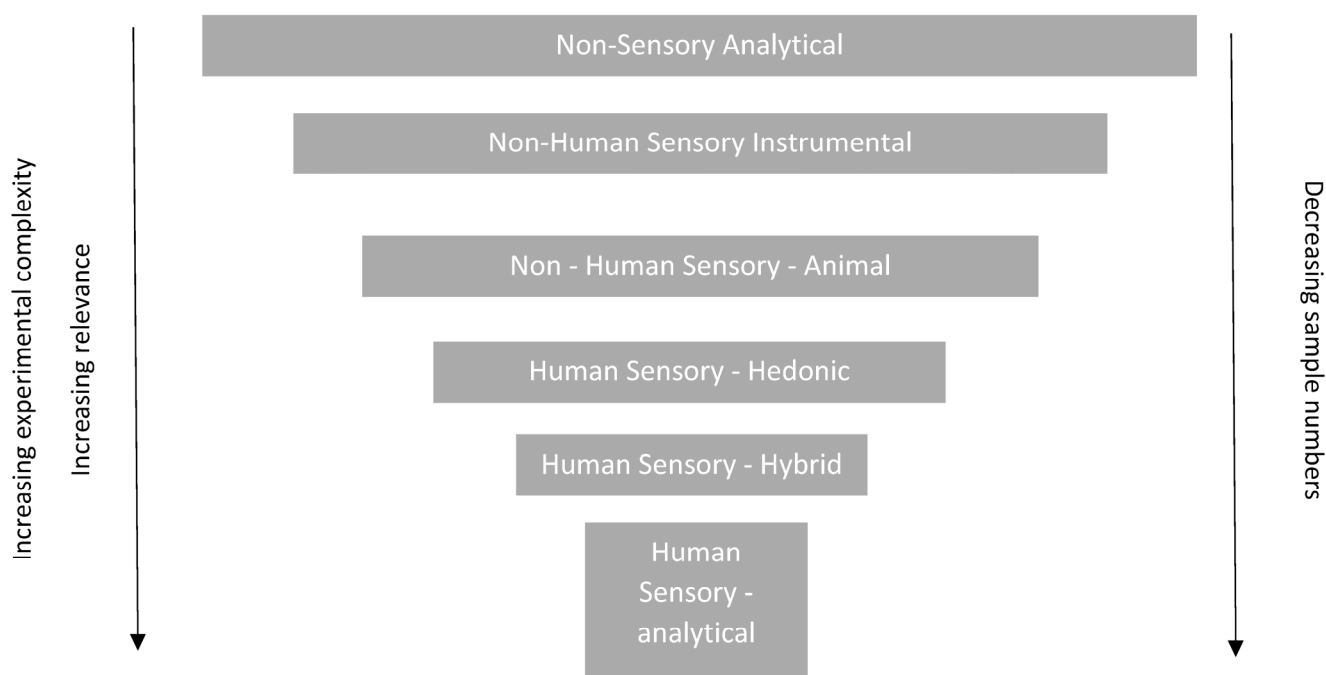 Non-Sensory Analytical
Non-Human Sensory Instrumental
Non - Human Sensory - Animal
Human Sensory - Hedonic
Human Sensory - Hybrid
Human
Sensory -
analytical
Increasing experimental complexity
Increasing relevance
Decreasing sample numbers